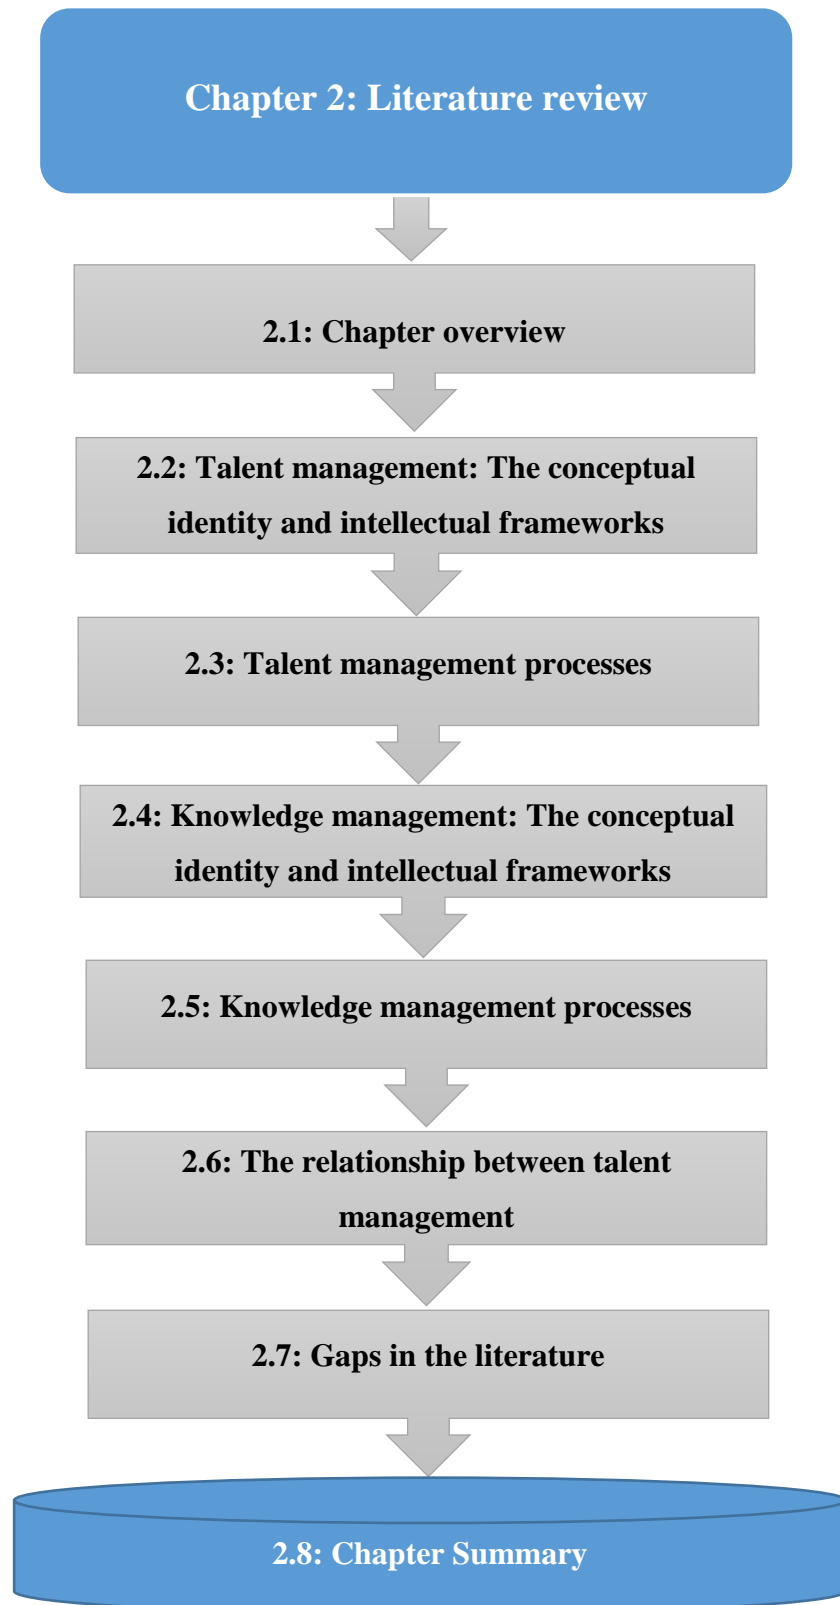 Chapter 2: Literature review
2.1: Chapter overview
2.2: Talent management: The conceptual
identity and intellectual frameworks
2.3: Talent management processes
2.4: Knowledge management: The conceptual
identity and intellectual frameworks
2.5: Knowledge management processes
2.6: The relationship between talent
management
2.7: Gaps in the literature
2.8: Chapter Summary